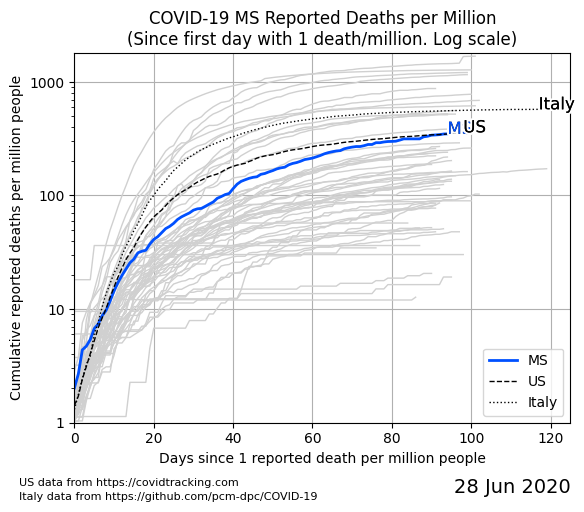 COVID-19 MS Reported Deaths per Million
(Since first day with 1 death/million. Log scale)
Cumulative reported deaths per million people
1000
100
10
1
Italy
MS
US
MS
US
Italy
0
20
40
60
80
100
120
Days since 1 reported death per million people
US data from https://covidtracking.com
Italy data from https://github.com/pcm-dpc/COVID-19
28 Jun 2020